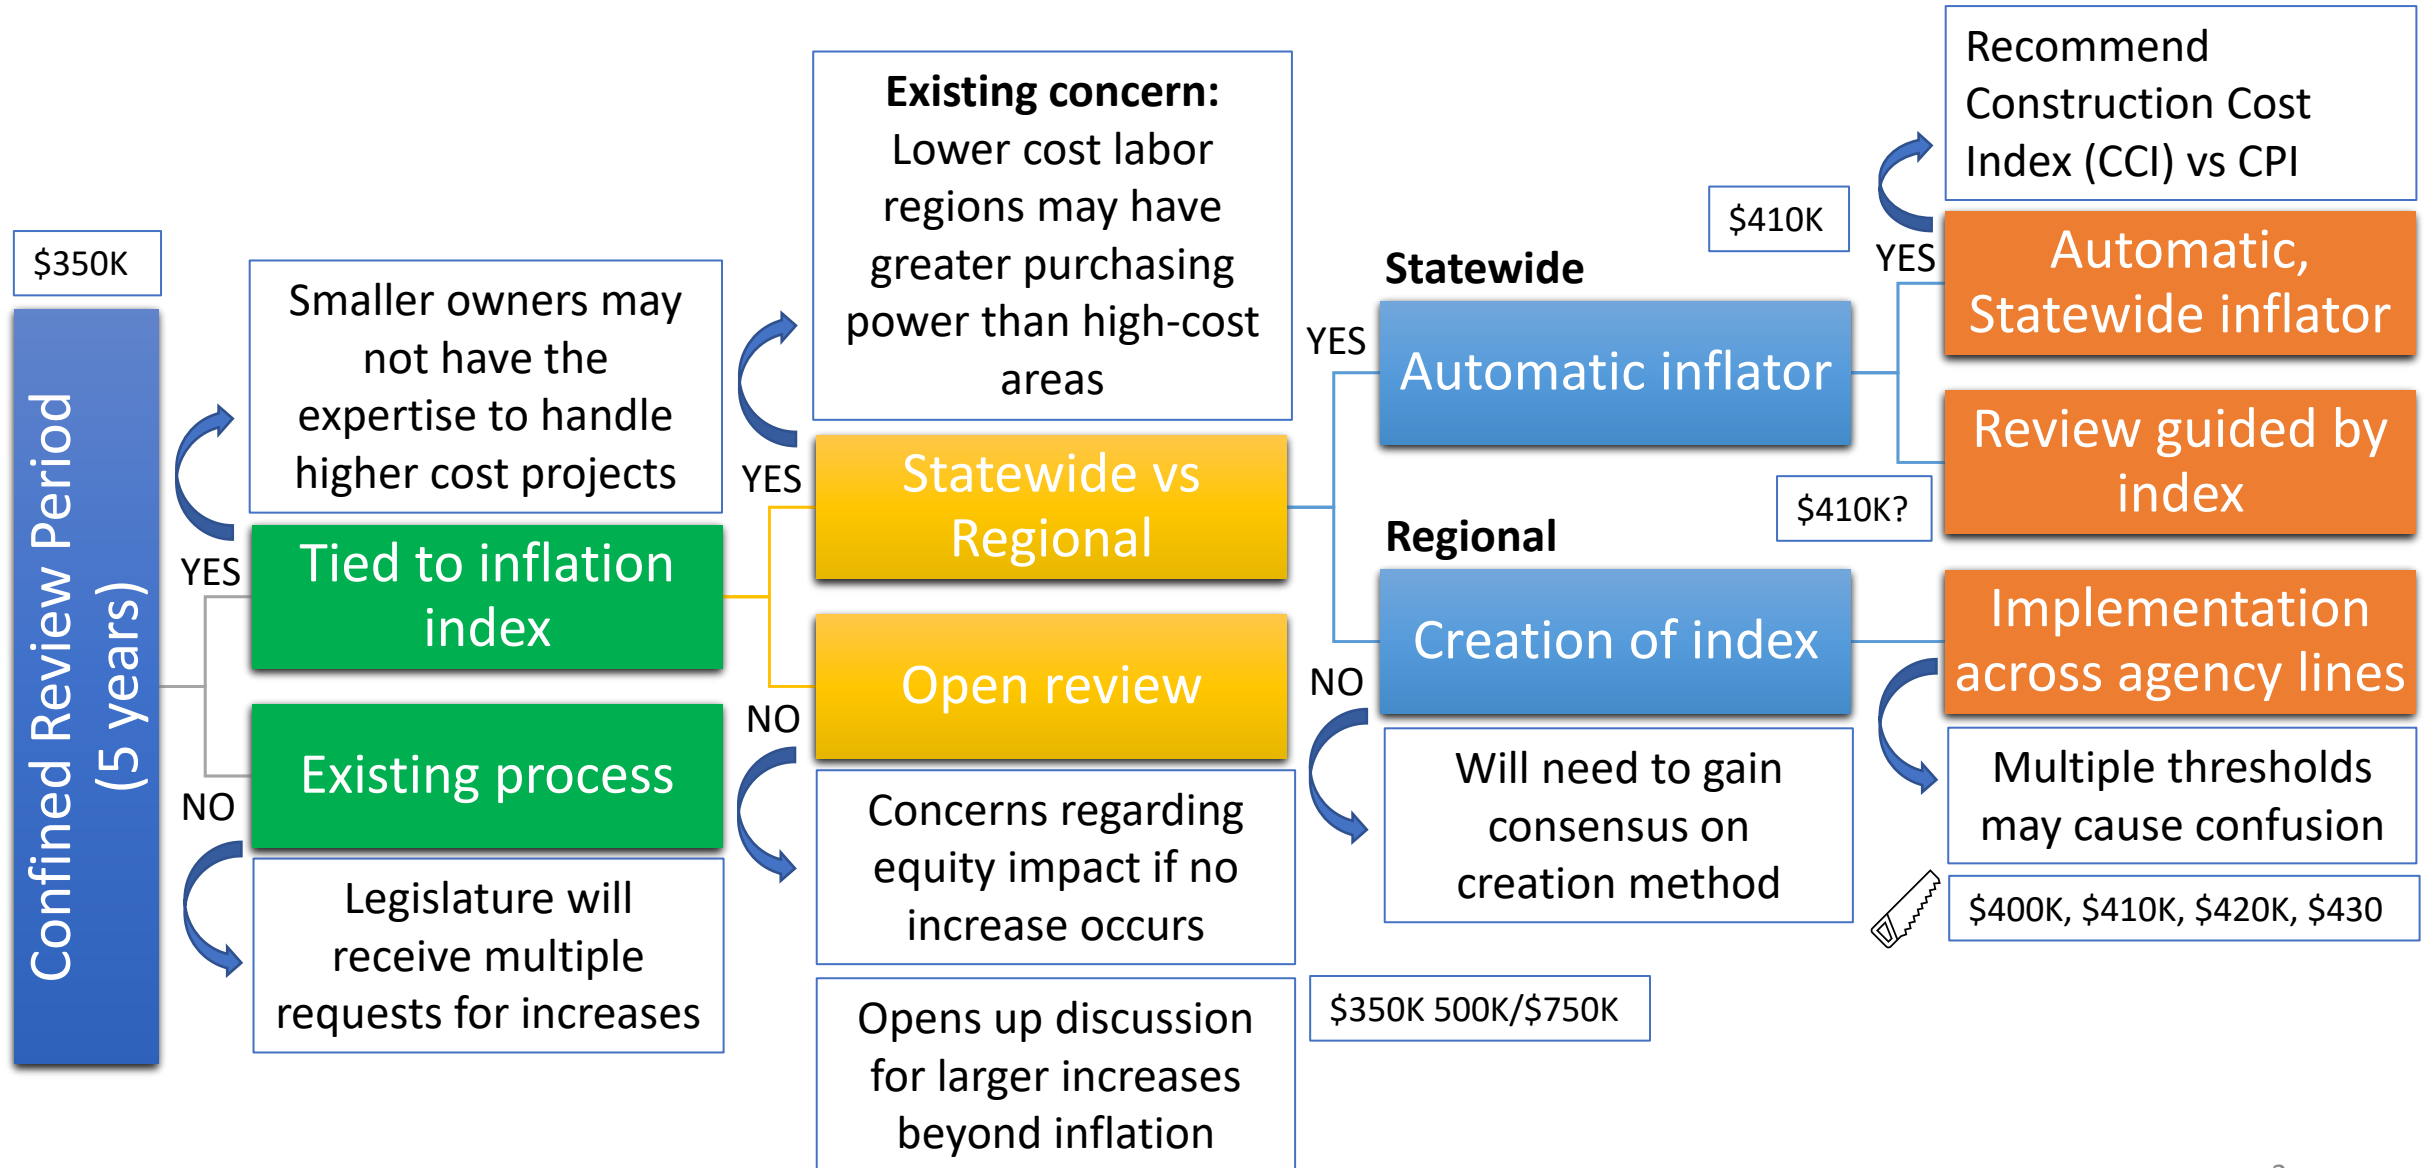 $350K
Confined Review Period
(5 years)
Smaller owners may
not have the
expertise to handle
higher cost projects
YES
Tied to inflation
index
Existing process
NO
Legislature will
receive multiple
requests for increases
Existing concern:
Lower cost labor
regions may have
greater purchasing
power than high-cost
areas
YES
Statewide vs
Regional
Open review
NO
Concerns regarding
equity impact if no
increase occurs
Opens up discussion
for larger increases
beyond inflation
$350K 500K/$750K
Statewide
YES
Automatic inflator
Regional
Creation of index
NO
Will need to gain
consensus on
creation method
$410K
Recommend
Construction Cost
Index (CCI) vs CPI
YES
Automatic,
Statewide inflator
Review guided by
index
$410K?
Implementation
across agency lines
Multiple thresholds
may cause confusion
$400K, $410K, $420K, $430